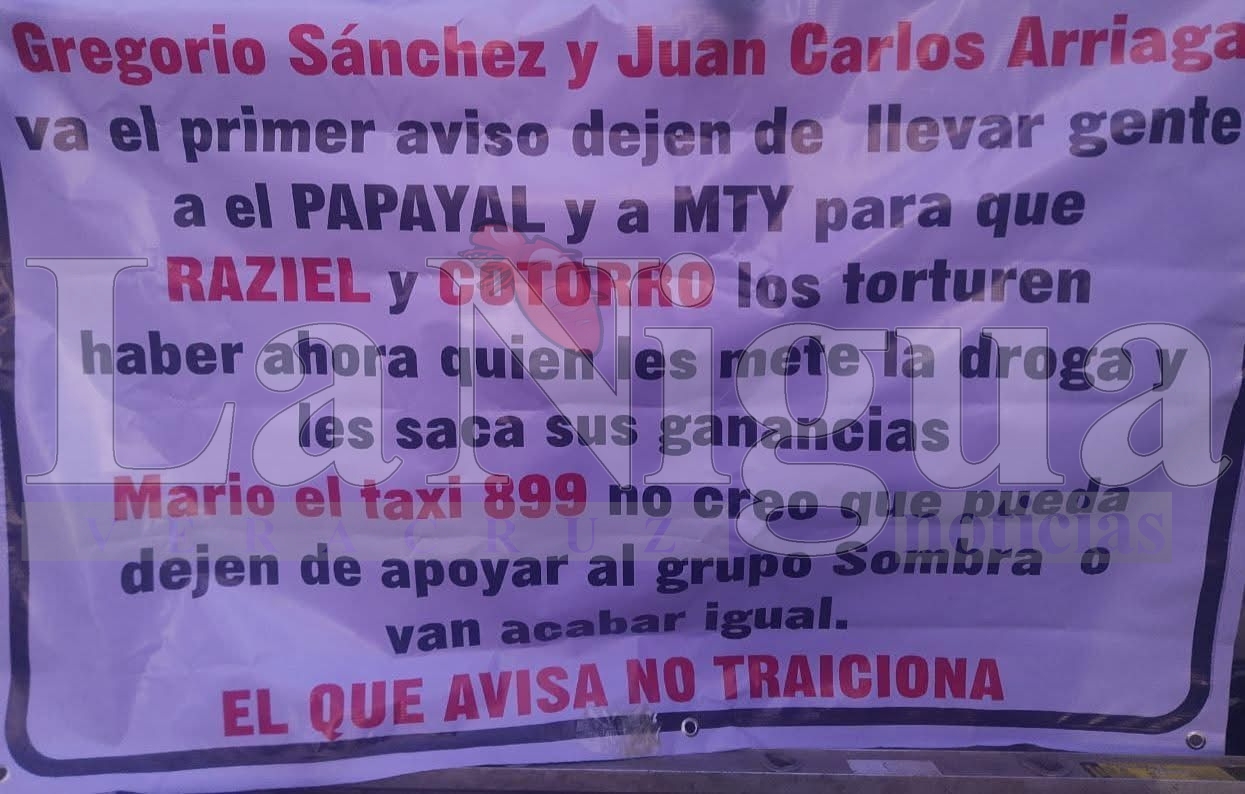 Gregorio Sánchez y Juan Carlos Arriaga
va el primer aviso dejen de llevar gente
a el PAPAYAL y a MTY para que
RAZIEL y COTORRO los torturen
haber ahora quien les mete la droga y
les saca sus ganancias
Mario el taxi 899 no creo que pueda
dejen de apoyar al grupo Sombra o
van acabar igual.
EL QUE AVISA NO TRAICIONA
LaNigua
VERACRUZ noticias